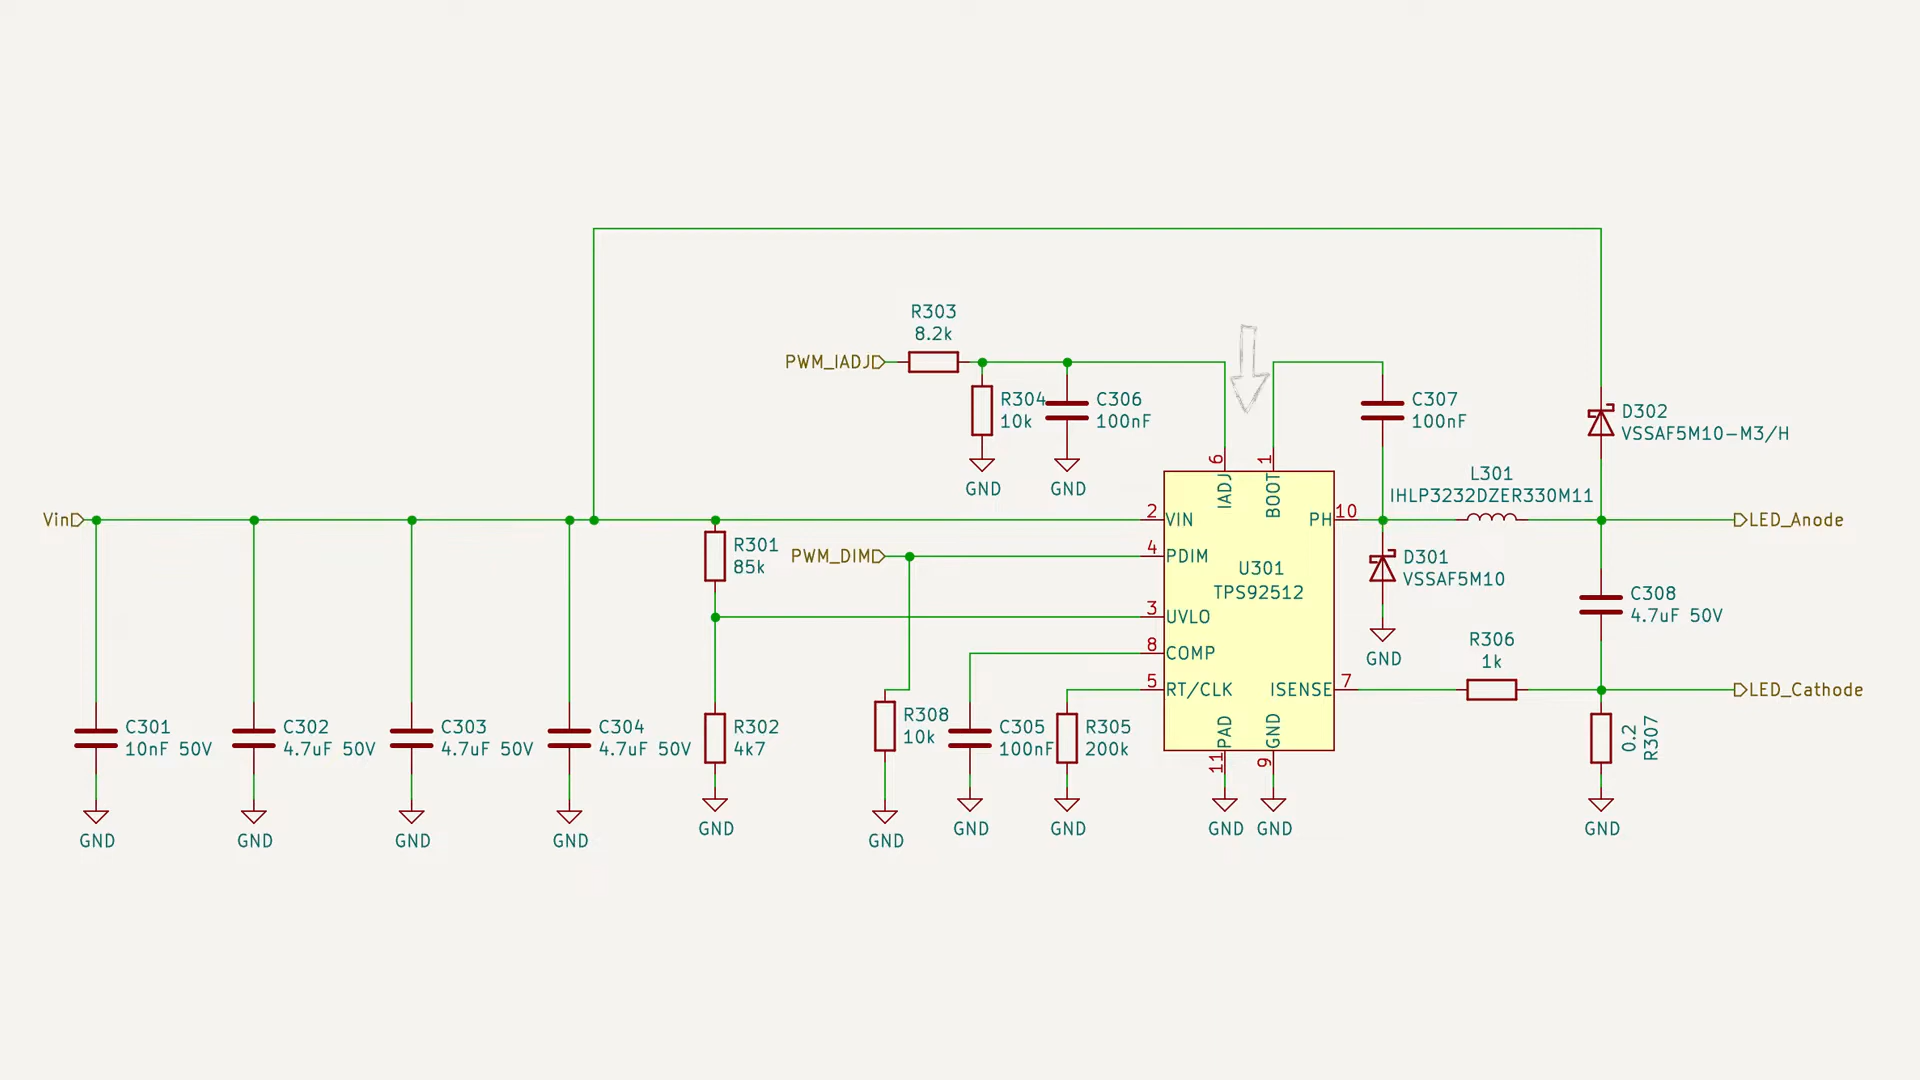 R303
8.2k
PWM_IADJ
R304
10k
C306
100nF
GND
GND
C307
100nF
D302
VSSAF5M10-M3/H
L301
IHLP3232DZER330M11
6
1
IADJ
BOOT
Vin
2
VIN
PH
10
LED_Anode
R301
85k
PWM_DIM
4
PDIM
U301
TPS92512
D301
VSSAF5M10
GND
3
UVLO
C308
4.7uF 50V
8
COMP
R306
1k
5
RT/CLK
ISENSE
7
LED_Cathode
C301
10nF 50V
C302
4.7uF 50V
C303
4.7uF 50V
C304
4.7uF 50V
R302
4k7
R308
10k
C305
100nF
R305
200k
PAD
GND
11
9
0.2
R307
GND
GND
GND
GND
GND
GND
GND
GND
GND
GND
GND